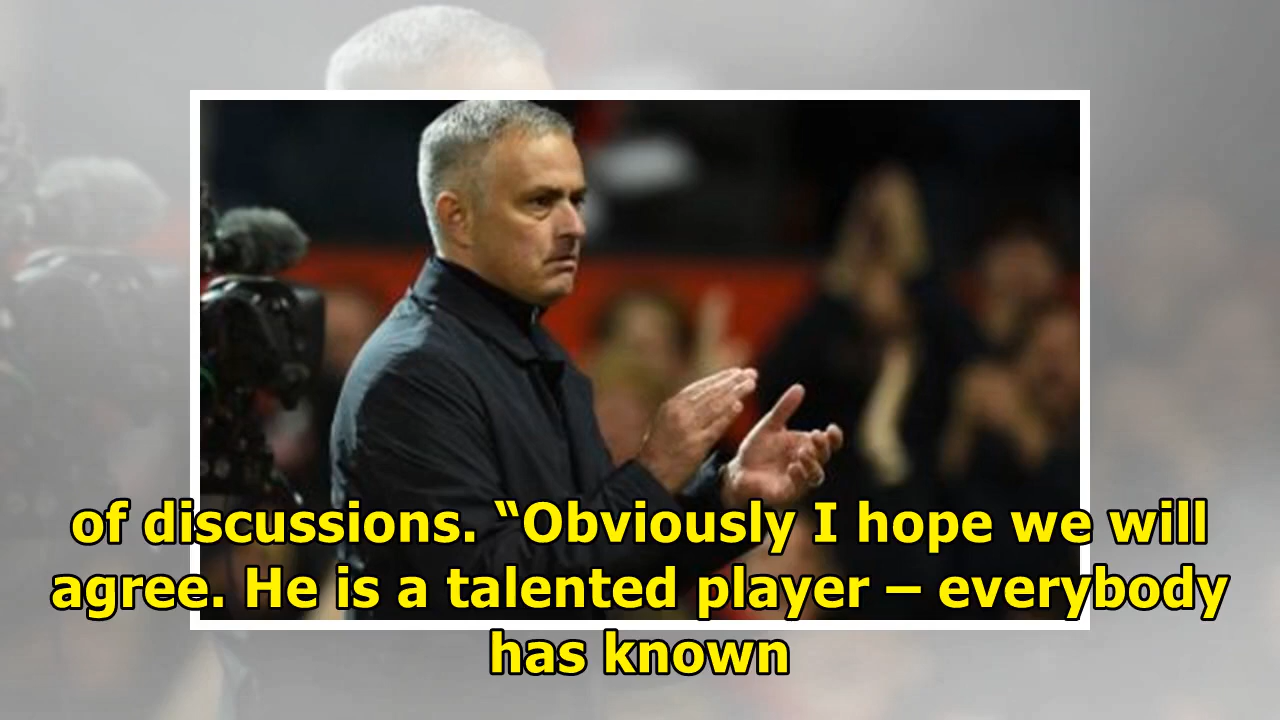 of discussions. “Obviously I hope we will
agree. He is a talented player – everybody
has known